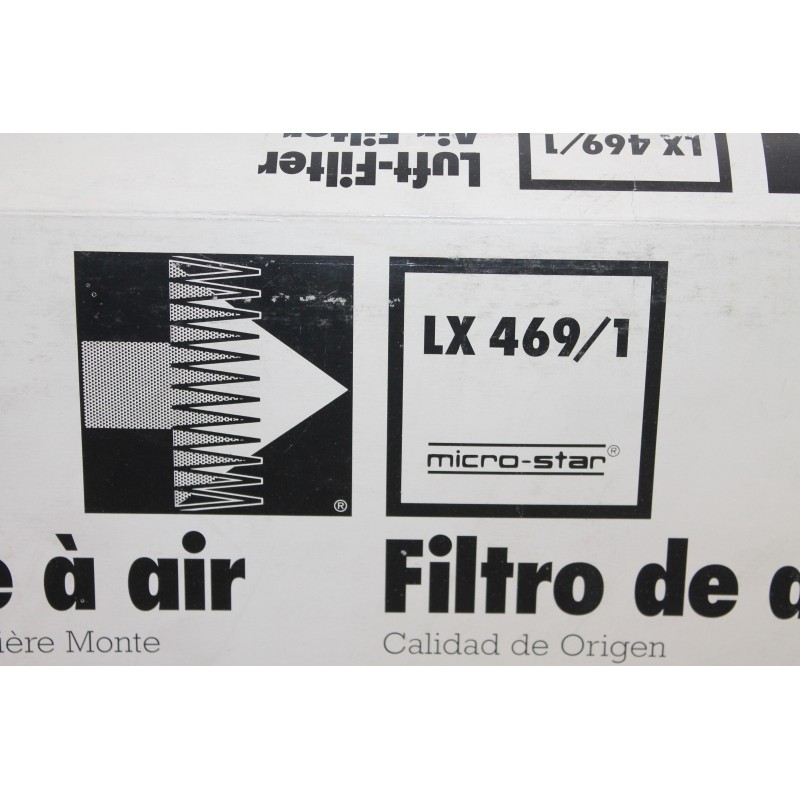 Luft-Filter
Air Filter
LX 469/1
®
LX 469/1
micro-star®
e à air
ière Monte
Filtro de a
Calidad de Origen